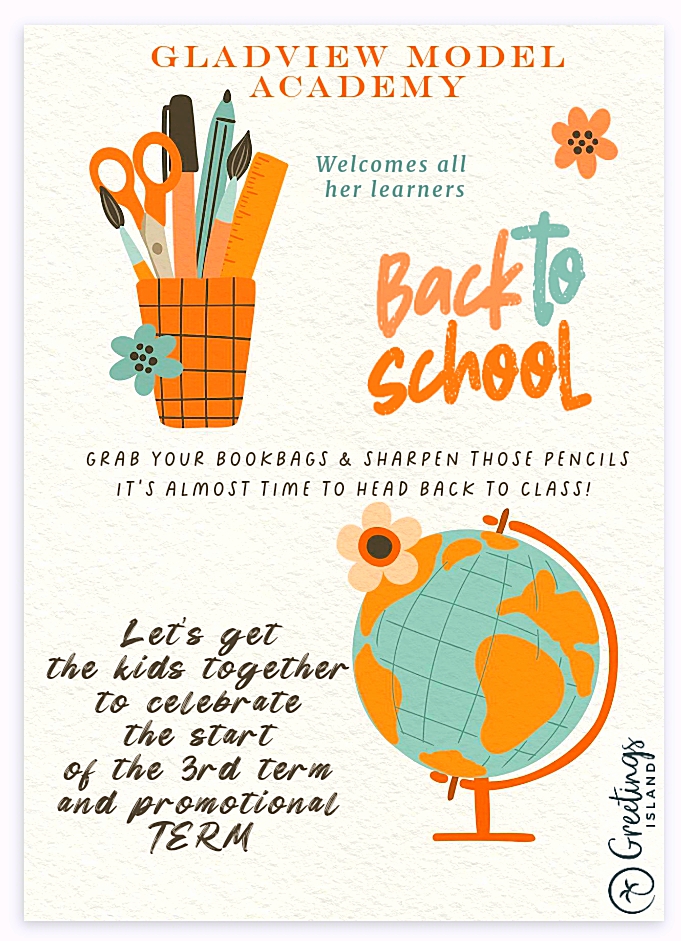 GLADVIEW MODEL
ACADEMY
Welcomes all
her learners
Back to
school
GRAB YOUR BOOKBAGS & SHARPEN THOSE PENCILS
IT'S ALMOST TIME TO HEAD BACK TO CLASS!
Let's get
the kids together
to celebrate
the start
of the 3rd term
and promotional
TERM
Greetings
ISLAND